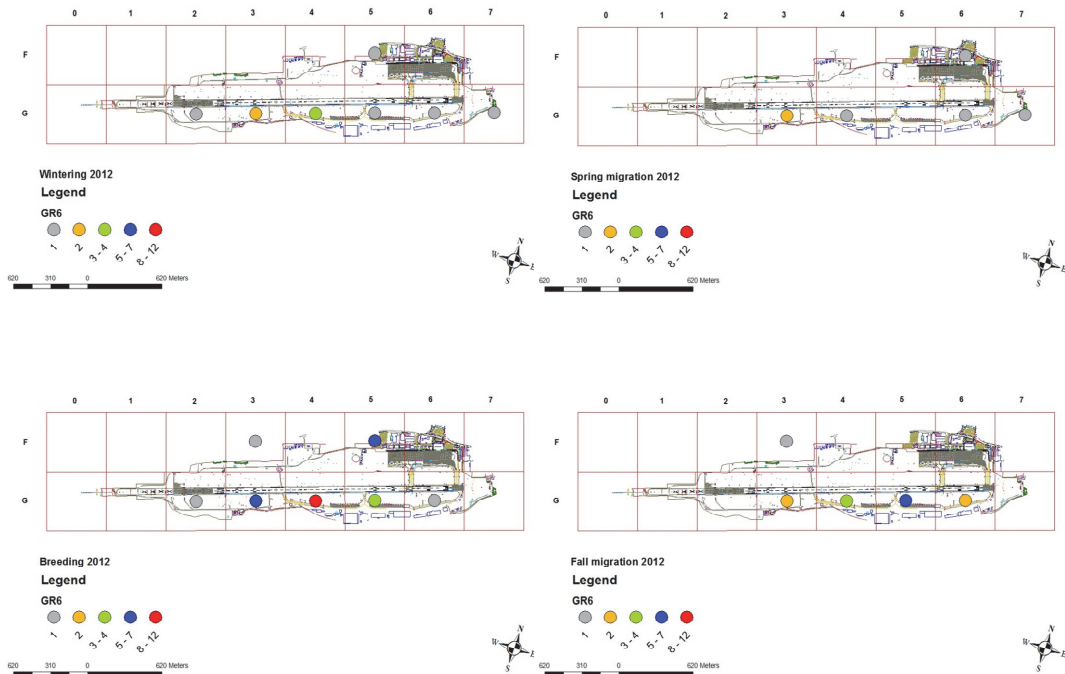 0 1 2 3 4 5 6 7
F
G
Wintering 2012
Legend
GR6
1 2 3 - 4 5 - 7 8 - 12
N
W E
S
620 310 0 620 Meters
0 1 2 3 4 5 6 7
F
G
Spring migration 2012
Legend
GR6
1 2 3 - 4 5 - 7 8 - 12
N
W E
S
620 310 0 620 Meters
0 1 2 3 4 5 6 7
F
G
Breeding 2012
Legend
GR6
1 2 3 - 4 5 - 7 8 - 12
N
W E
S
620 310 0 620 Meters
0 1 2 3 4 5 6 7
F
G
Fall migration 2012
Legend
GR6
1 2 3 - 4 5 - 7 8 - 12
N
W E
S
620 310 0 620 Meters